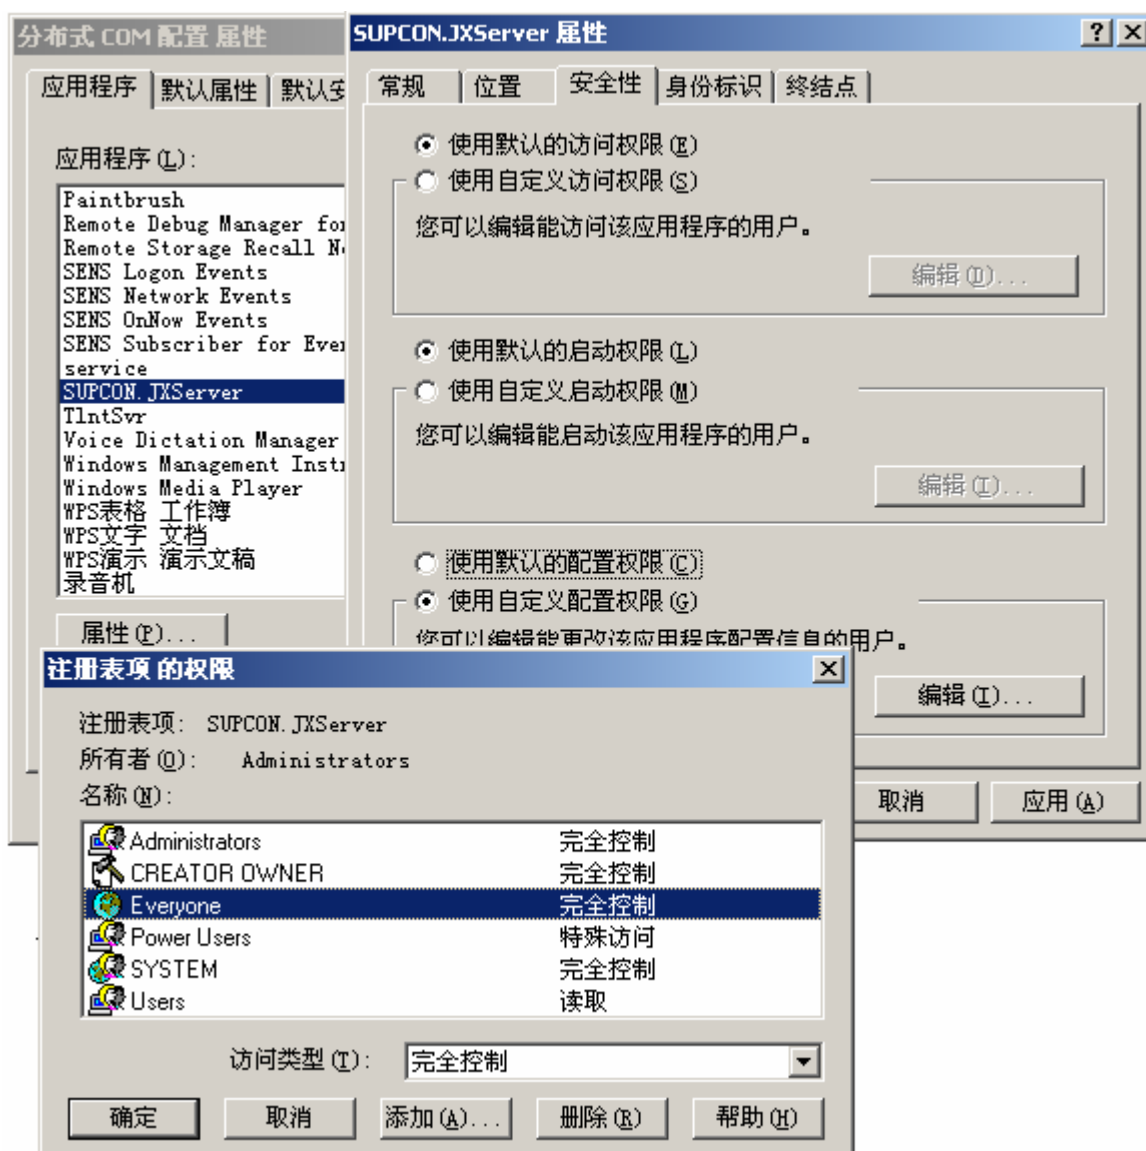 分布式 COM 配置 属性
应用程序
默认属性
默认安
应用程序(L):
Paintbrush
Remote Debug Manager for
Remote Storage Recall N
SENS Logon Events
SENS Network Events
SENS OnNow Events
SENS Subscriber for Eve
service
SUPCON.JXServer
TlntSvr
Voice Dictation Manager
Windows Management Inst
Windows Media Player
WPS表格 工作簿
WPS文字 文档
WPS演示 演示文稿
录音机
属性(P)...
SUPCON.JXServer 属性
常规
位置
安全性
身份标识
终结点
使用默认的访问权限(E)
使用自定义访问权限(S)
您可以编辑能访问该应用程序的用户。
编辑(D)...
使用默认的启动权限(L)
使用自定义启动权限(M)
您可以编辑能启动该应用程序的用户。
编辑(I)...
使用默认的配置权限(C)
使用自定义配置权限(G)
您可以编辑能更改该应用程序配置信息的用户。
编辑(I)...
取消
应用(A)
注册表项 的权限
注册表项: SUPCON.JXServer
所有者(O): Administrators
名称(N):
Administrators 完全控制
CREATOR OWNER 完全控制
Everyone 完全控制
Power Users 特殊访问
SYSTEM 完全控制
Users 读取
访问类型(T): 完全控制
确定
取消
添加(A)...
删除(R)
帮助(H)